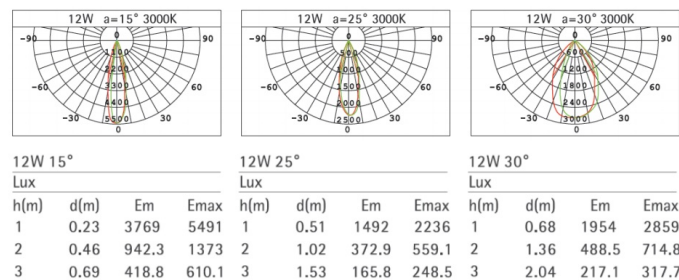 12W a=15° 3000K
-90 0 90
1100
2200
-60 3300 60
4400
-30 5500 30
0
12W 15°
Lux
h(m) d(m) Em Emax
1 0.23 3769 5491
2 0.46 942.3 1373
3 0.69 418.8 610.1
12W a=25° 3000K
-90 0 90
500
1000
-60 1500 60
2000
-30 2500 30
0
12W 25°
Lux
h(m) d(m) Em Emax
1 0.51 1492 2236
2 1.02 372.9 559.1
3 1.53 165.8 248.5
12W a=30° 3000K
-90 0 90
600
1200
-60 1800 60
2400
-30 3000 30
0
12W 30°
Lux
h(m) d(m) Em Emax
1 0.68 1954 2859
2 1.36 488.5 714.8
3 2.04 217.1 317.7